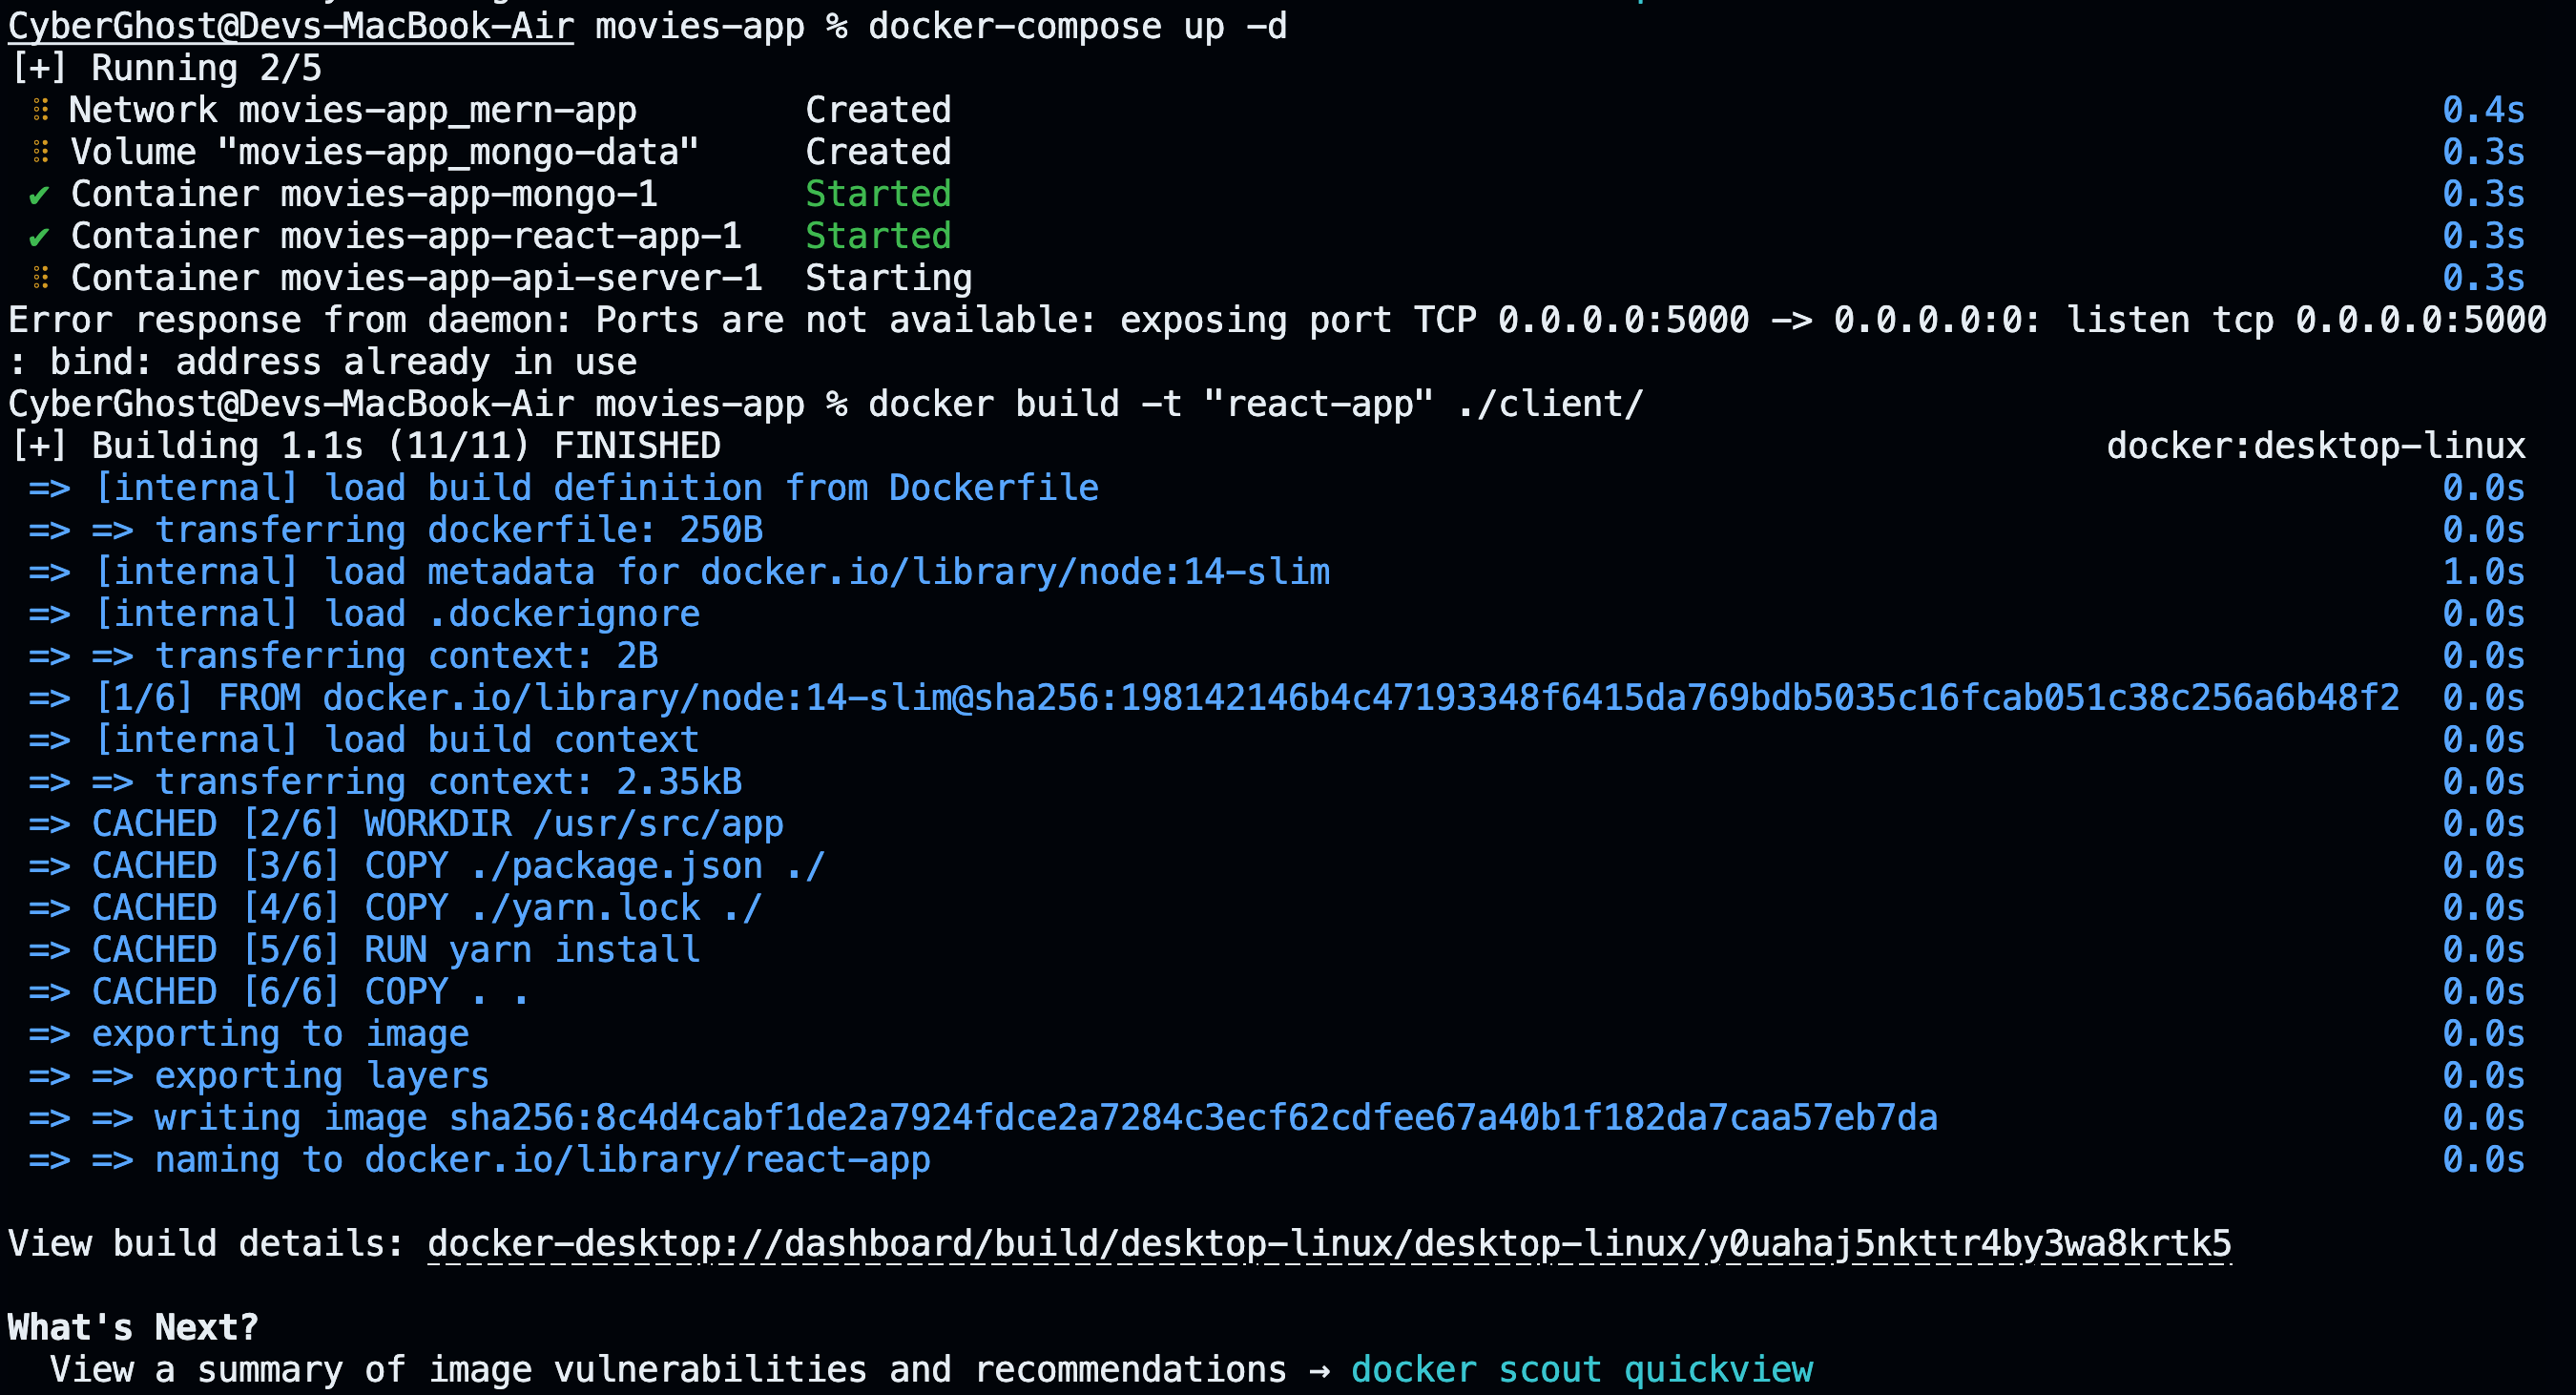 CyberGhost@Devs-MacBook-Air movies-app % docker-compose up -d
[+] Running 2/5
⠿ Network movies-app_mern-app        Created        0.4s
⠿ Volume "movies-app_mongo-data"     Created        0.3s
✔ Container movies-app-mongo-1       Started        0.3s
✔ Container movies-app-react-app-1   Started        0.3s
⠿ Container movies-app-api-server-1  Starting       0.3s
Error response from daemon: Ports are not available: exposing port TCP 0.0.0.0:5000 -> 0.0.0.0:0: listen tcp 0.0.0.0:5000
: bind: address already in use
CyberGhost@Devs-MacBook-Air movies-app % docker build -t "react-app" ./client/
[+] Building 1.1s (11/11) FINISHED        docker:desktop-linux
=> [internal] load build definition from Dockerfile        0.0s
=> => transferring dockerfile: 250B        0.0s
=> [internal] load metadata for docker.io/library/node:14-slim        1.0s
=> [internal] load .dockerignore        0.0s
=> => transferring context: 2B        0.0s
=> [1/6] FROM docker.io/library/node:14-slim@sha256:198142146b4c47193348f6415da769bdb5035c16fcab051c38c256a6b48f2  0.0s
=> [internal] load build context        0.0s
=> => transferring context: 2.35kB        0.0s
=> CACHED [2/6] WORKDIR /usr/src/app        0.0s
=> CACHED [3/6] COPY ./package.json ./        0.0s
=> CACHED [4/6] COPY ./yarn.lock ./        0.0s
=> CACHED [5/6] RUN yarn install        0.0s
=> CACHED [6/6] COPY . .        0.0s
=> exporting to image        0.0s
=> => exporting layers        0.0s
=> => writing image sha256:8c4d4cabf1de2a7924fdce2a7284c3ecf62cdfee67a40b1f182da7caa57eb7da        0.0s
=> => naming to docker.io/library/react-app        0.0s
View build details: docker-desktop://dashboard/build/desktop-linux/desktop-linux/y0uahaj5nkttr4by3wa8krtk5
What's Next?
View a summary of image vulnerabilities and recommendations → docker scout quickview